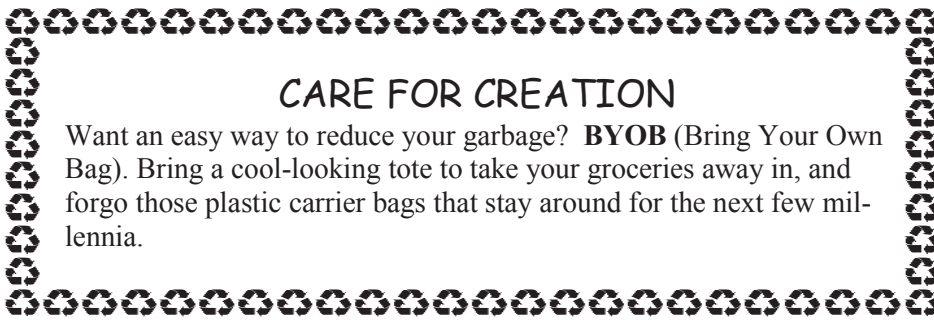 CARE FOR CREATION
Want an easy way to reduce your garbage?  BYOB (Bring Your Own
Bag). Bring a cool-looking tote to take your groceries away in, and
forgo those plastic carrier bags that stay around for the next few mil-
lennia.